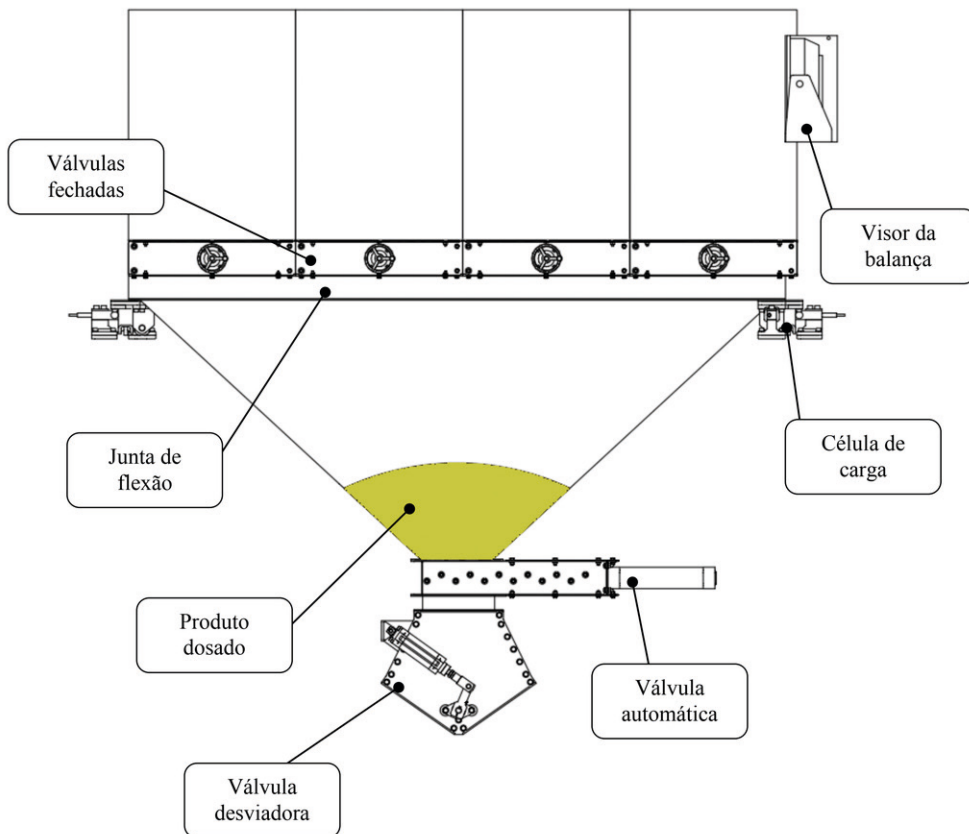 Válvulas
fechadas
Visor da
balança
Junta de
flexão
Célula de
carga
Produto
dosado
Válvula
automática
Válvula
desviadora